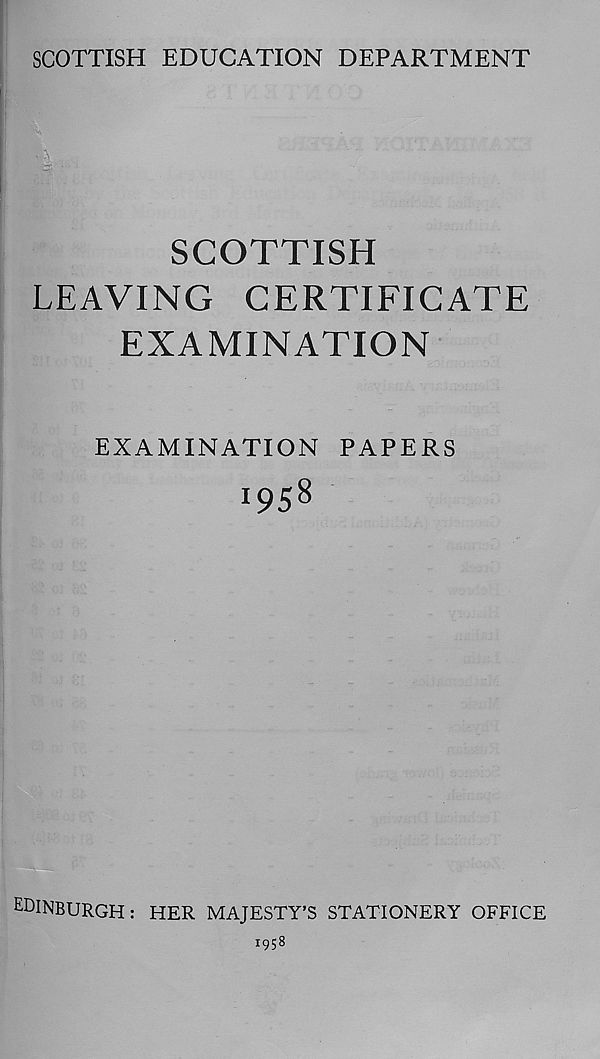 SCOTTISH EDUCATION DEPARTMENT
SCOTTISH
LEAVING CERTIFICATE
EXAMINATION
EXAMINATION PAPERS
1958
EDINBURGH: HER MAJESTY'S STATIONERY OFFICE
1958